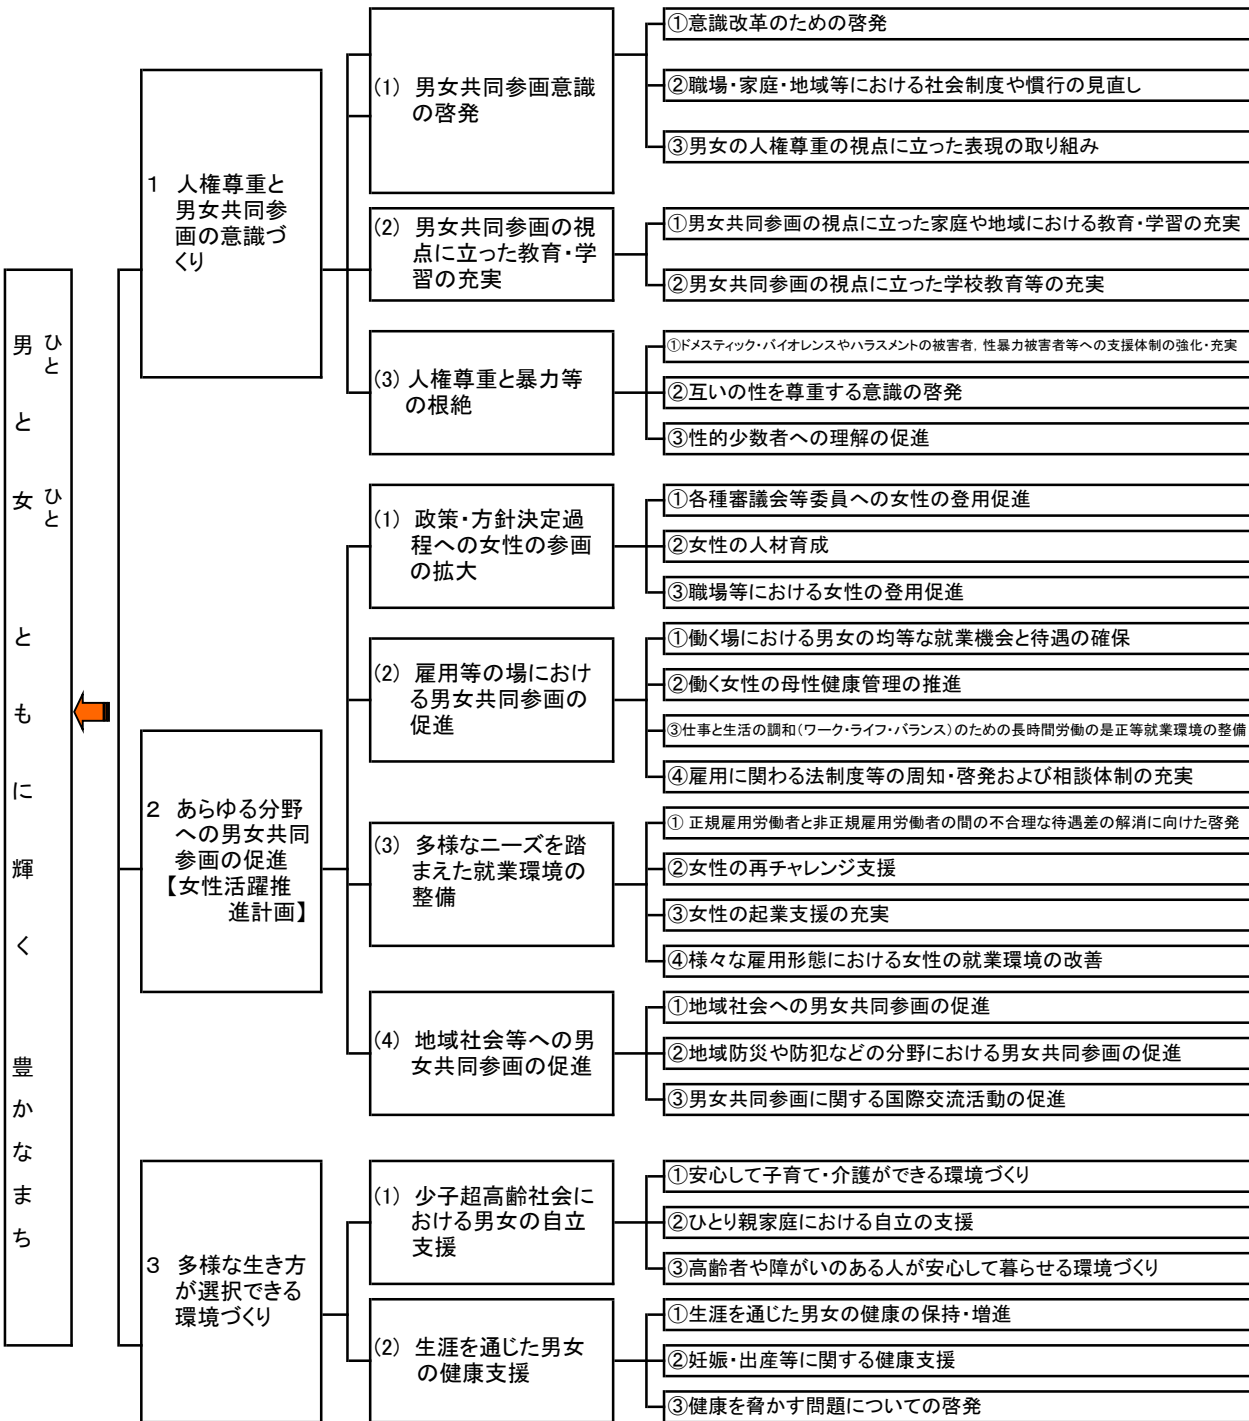 男と女 ともに輝く 豊かなまち
ひと
ひと
1 人権尊重と
男女共同参
画の意識づ
くり
(1) 男女共同参画意識
の啓発
①意識改革のための啓発
②職場・家庭・地域等における社会制度や慣行の見直し
③男女の人権尊重の視点に立った表現の取り組み
(2) 男女共同参画の視
点に立った教育・学
習の充実
①男女共同参画の視点に立った家庭や地域における教育・学習の充実
②男女共同参画の視点に立った学校教育等の充実
(3) 人権尊重と暴力等
の根絶
①ドメスティック・バイオレンスやハラスメントの被害者，性暴力被害者等への支援体制の強化・充実
②互いの性を尊重する意識の啓発
③性的少数者への理解の促進
2 あらゆる分野
への男女共同
参画の促進
【女性活躍推
進計画】
(1) 政策・方針決定過
程への女性の参画
の拡大
①各種審議会等委員への女性の登用促進
②女性の人材育成
③職場等における女性の登用促進
(2) 雇用等の場におけ
る男女共同参画の
促進
①働く場における男女の均等な就業機会と待遇の確保
②働く女性の母性健康管理の推進
③仕事と生活の調和（ワーク・ライフ・バランス）のための長時間労働の是正等就業環境の整備
④雇用に関わる法制度等の周知・啓発および相談体制の充実
(3) 多様なニーズを踏
まえた就業環境の
整備
① 正規雇用労働者と非正規雇用労働者の間の不合理な待遇差の解消に向けた啓発
②女性の再チャレンジ支援
③女性の起業支援の充実
④様々な雇用形態における女性の就業環境の改善
(4) 地域社会等への男
女共同参画の促進
①地域社会への男女共同参画の促進
②地域防災や防犯などの分野における男女共同参画の促進
③男女共同参画に関する国際交流活動の促進
3 多様な生き方
が選択できる
環境づくり
(1) 少子超高齢社会に
おける男女の自立
支援
①安心して子育て・介護ができる環境づくり
②ひとり親家庭における自立の支援
③高齢者や障がいのある人が安心して暮らせる環境づくり
(2) 生涯を通じた男女
の健康支援
①生涯を通じた男女の健康の保持・増進
②妊娠・出産等に関する健康支援
③健康を脅かす問題についての啓発